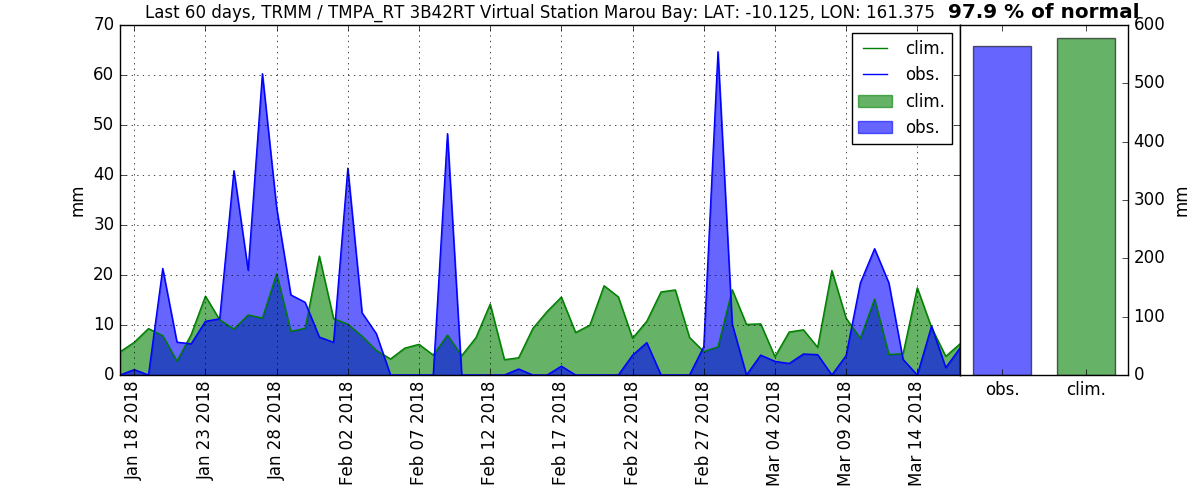 Last 60 days, TRMM / TMPA_RT 3B42RT Virtual Station Marou Bay: LAT: -10.125, LON: 161.375
97.9 % of normal
70
60
50
40
30
20
10
0
mm
clim.
obs.
clim.
obs.
600
500
400
300
200
100
0
mm
obs.
clim.
Jan 18 2018
Jan 23 2018
Jan 28 2018
Feb 02 2018
Feb 07 2018
Feb 12 2018
Feb 17 2018
Feb 22 2018
Feb 27 2018
Mar 04 2018
Mar 09 2018
Mar 14 2018